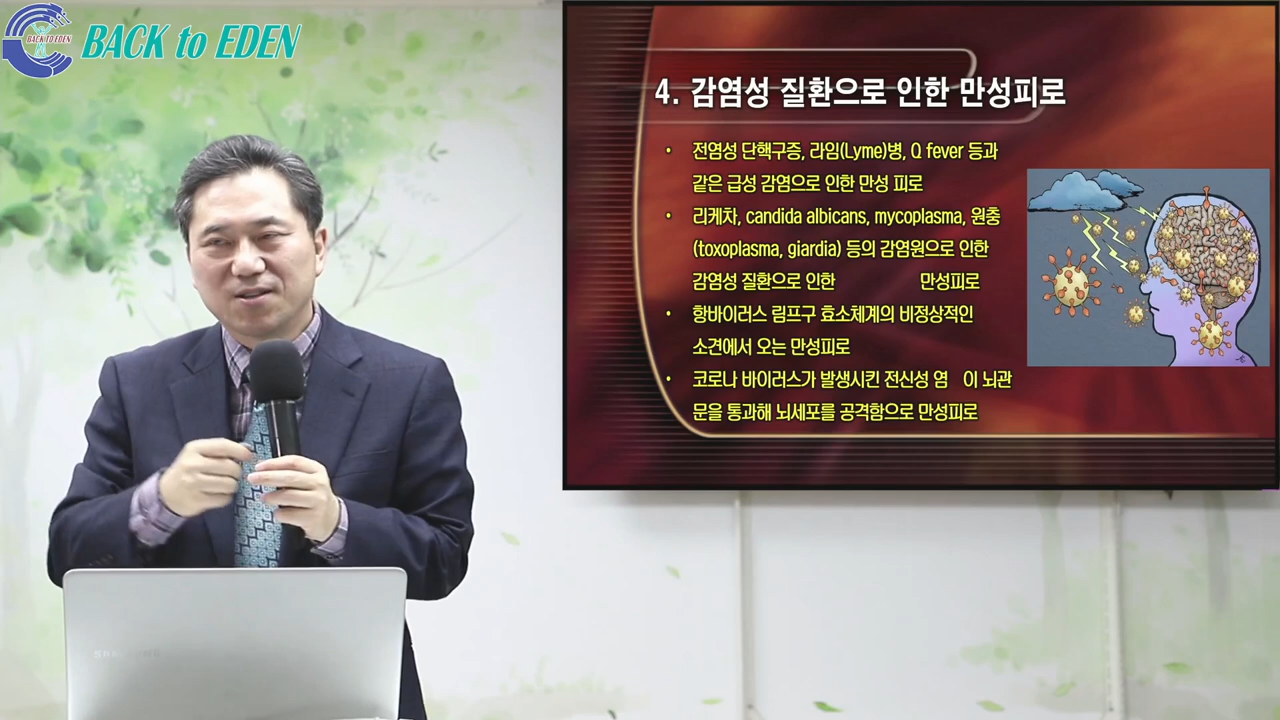 BACK TO EDEN
BACK to EDEN
4. 감염성 질환으로 인한 만성피로
• 전염성 단핵구증, 라임(Lyme)병, Q fever 등과
같은 급성 감염으로 인한 만성 피로
• 리케차, candida albicans, mycoplasma, 원충
(toxoplasma, giardia) 등의 감염원으로 인한
감염성 질환으로 인한 만성피로
• 항바이러스 림프구 효소체계의 비정상적인
소견에서 오는 만성피로
• 코로나 바이러스가 발생시킨 전신성 염 이 뇌관
문을 통과해 뇌세포를 공격함으로 만성피로